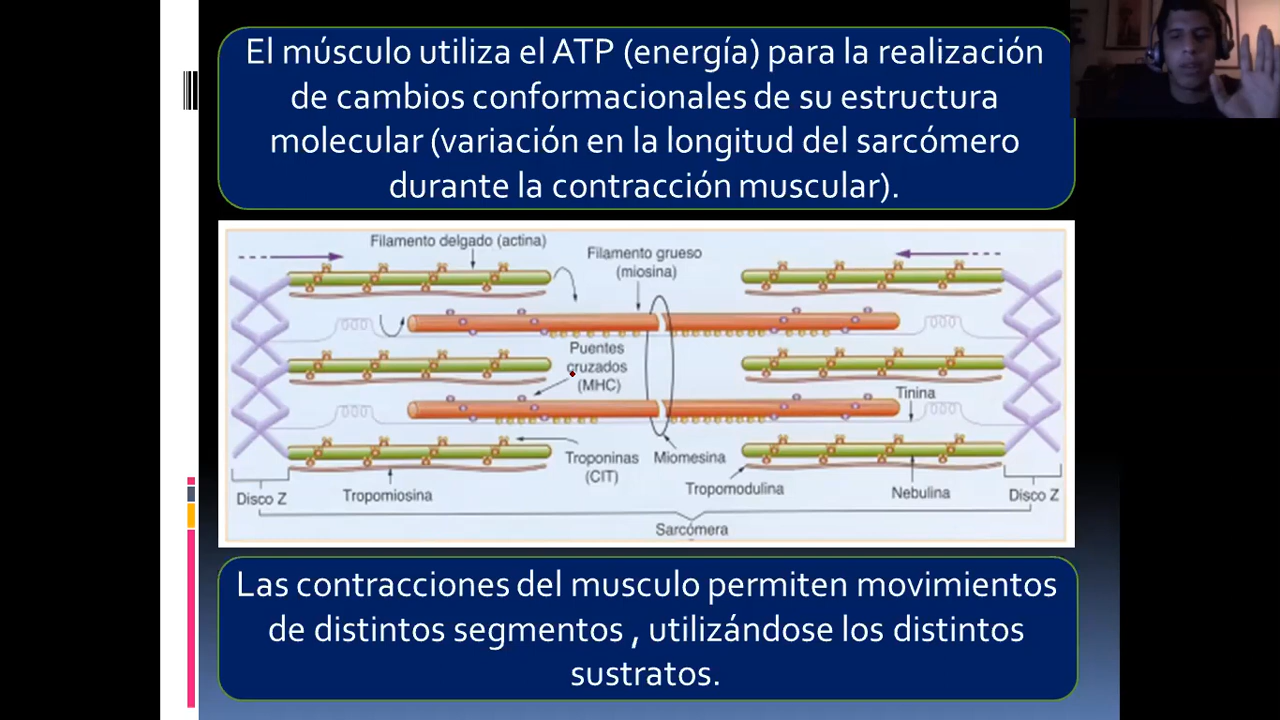 El músculo utiliza el ATP (energía) para la realización
de cambios conformacionales de su estructura
molecular (variación en la longitud del sarcómero
durante la contracción muscular).
Filamento delgado (actina)
Filamento grueso
(miosina)
Puentes
cruzados
(MHC)
Tinina
Troponinas
(CIT)
Miomesina
Tropomodulina
Nebulina
Disco Z
Tropomiosina
Disco Z
Sarcómera
Las contracciones del musculo permiten movimientos
de distintos segmentos , utilizándose los distintos
sustratos.